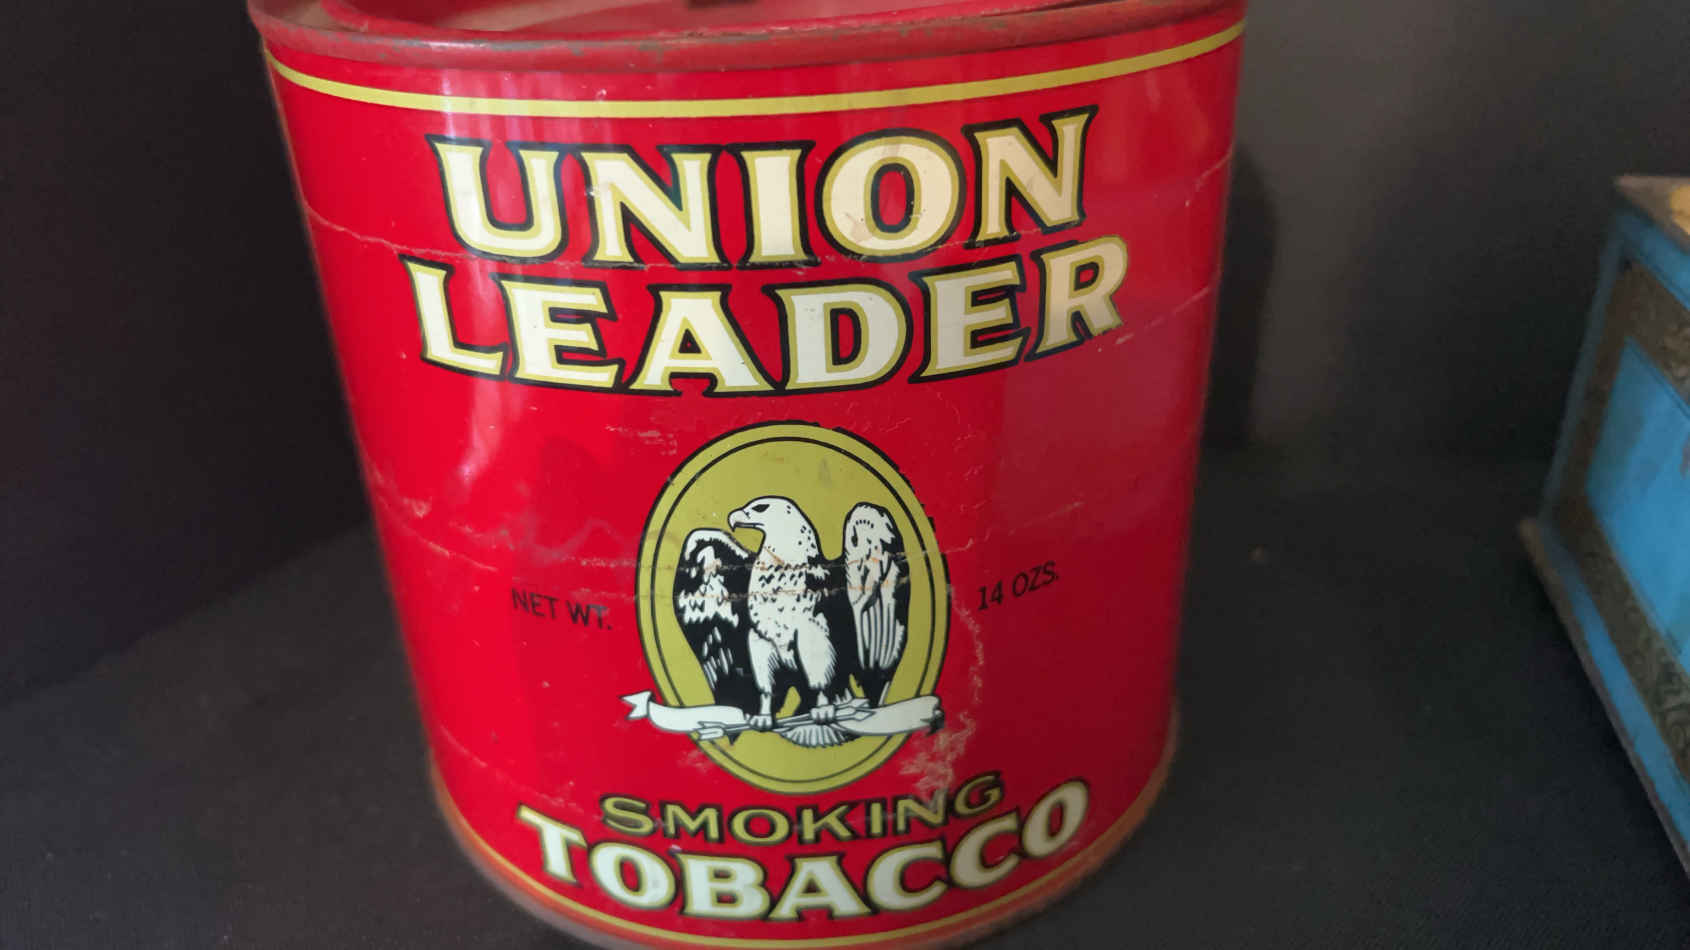 UNION
LEADER
NET WT. 14 OZS.
SMOKING
TOBACCO